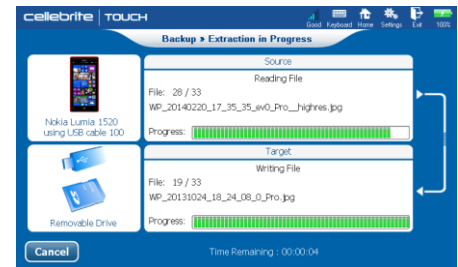 cellebrite TOUCH
Good Keyboard Home Settings Exit 100%
Backup > Extraction in Progress
Source
Reading File
File: 28 / 33
WP_20140220_17_35_35_ev0_Pro__highres.jpg
Progress:
Nokia Lumia 1520
using USB cable 100
Target
Writing File
File: 19 / 33
WP_20131024_18_24_08_0_Pro.jpg
Progress:
Removable Drive
Cancel
Time Remaining : 00:00:04